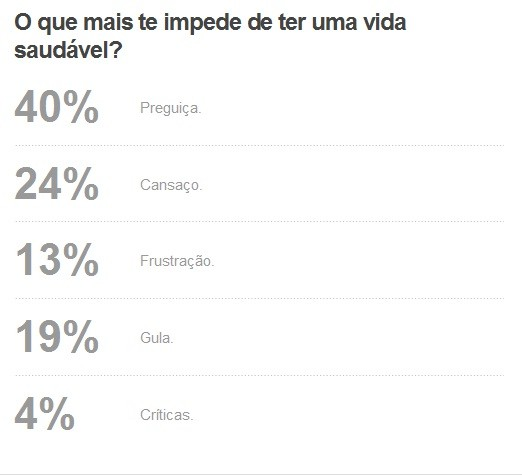 O que mais te impede de ter uma vida
saudável?
40% Preguiça.
24% Cansaço.
13% Frustração.
19% Gula.
4% Críticas.